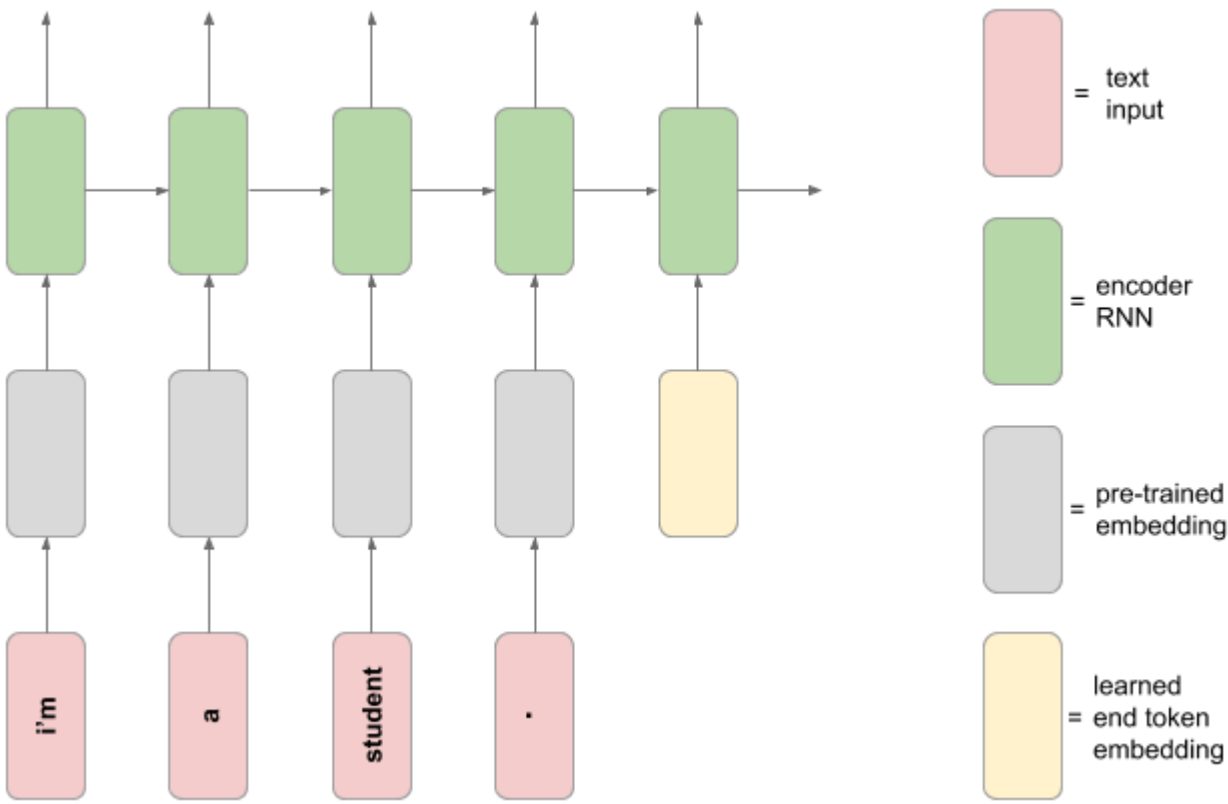 i'm
a
student
.
= text
input
= encoder
RNN
= pre-trained
embedding
learned
= end token
embedding